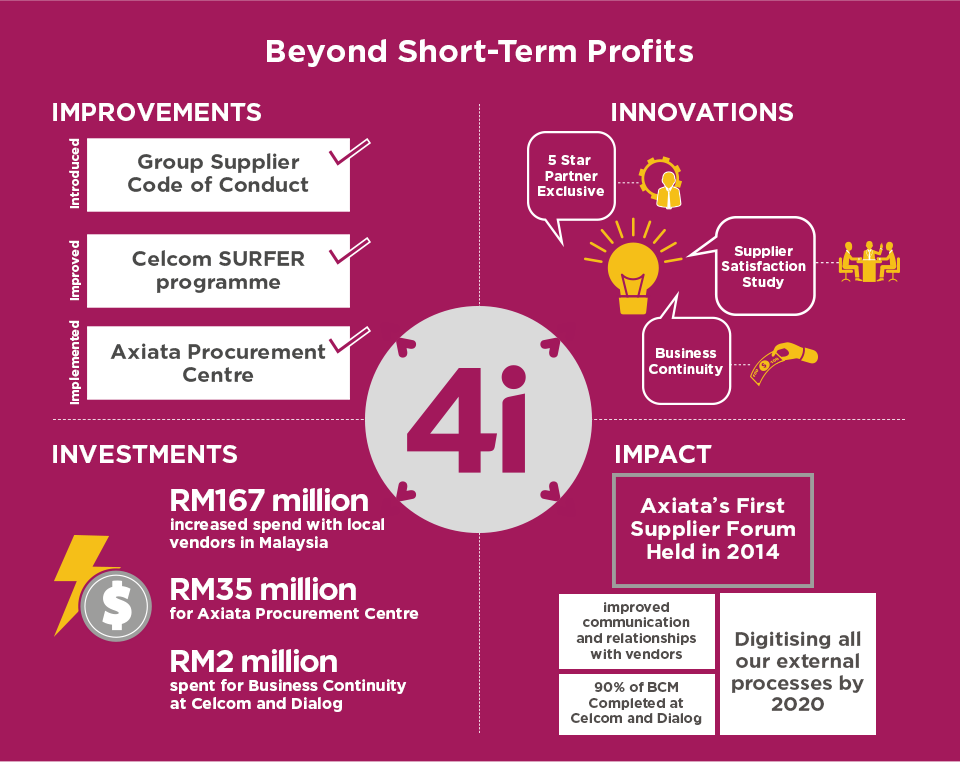 Beyond Short-Term Profits
IMPROVEMENTS
Introduced
Group Supplier
Code of Conduct
Improved
Celcom SURFER
programme
Implemented
Axiata Procurement
Centre
INNOVATIONS
5 Star
Partner
Exclusive
Supplier
Satisfaction
Study
Business
Continuity
4i
INVESTMENTS
RM167 million
increased spend with local
vendors in Malaysia
$
RM35 million
for Axiata Procurement Centre
RM2 million
spent for Business Continuity
at Celcom and Dialog
IMPACT
Axiata's First
Supplier Forum
Held in 2014
improved
communication
and relationships
with vendors
90% of BCM
Completed at
Celcom and Dialog
Digitising all
our external
processes by
2020